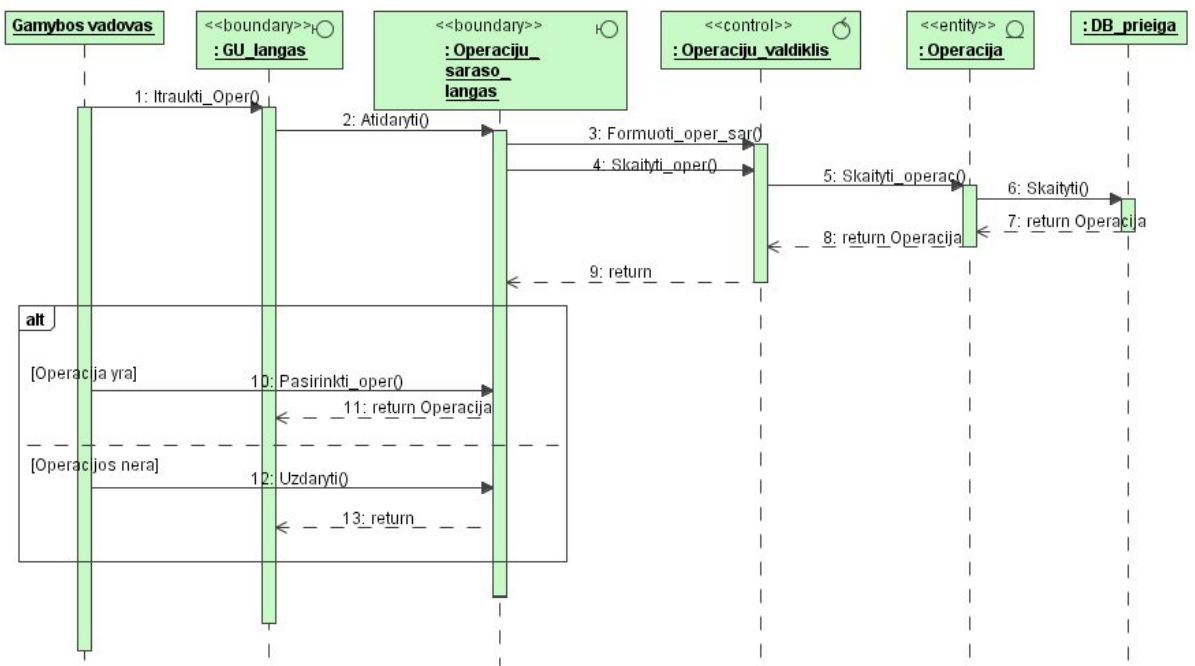 Gamybos vadovas
<<boundary>>
: GU_langas
<<boundary>>
: Operaciju_
saraso_
langas
<<control>>
: Operaciju_valdiklis
<<entity>>
: Operacija
: DB_prieiga
1: Itraukti_Oper()
2: Atidaryti()
3: Formuoti_oper_sar()
4: Skaityti_oper()
5: Skaityti_operac()
6: Skaityti()
7: return Operacija
8: return Operacija
9: return
alt
[Operacija yra]
10: Pasirinkti_oper()
11: return Operacija
[Operacijos nera]
12: Uzdaryti()
13: return